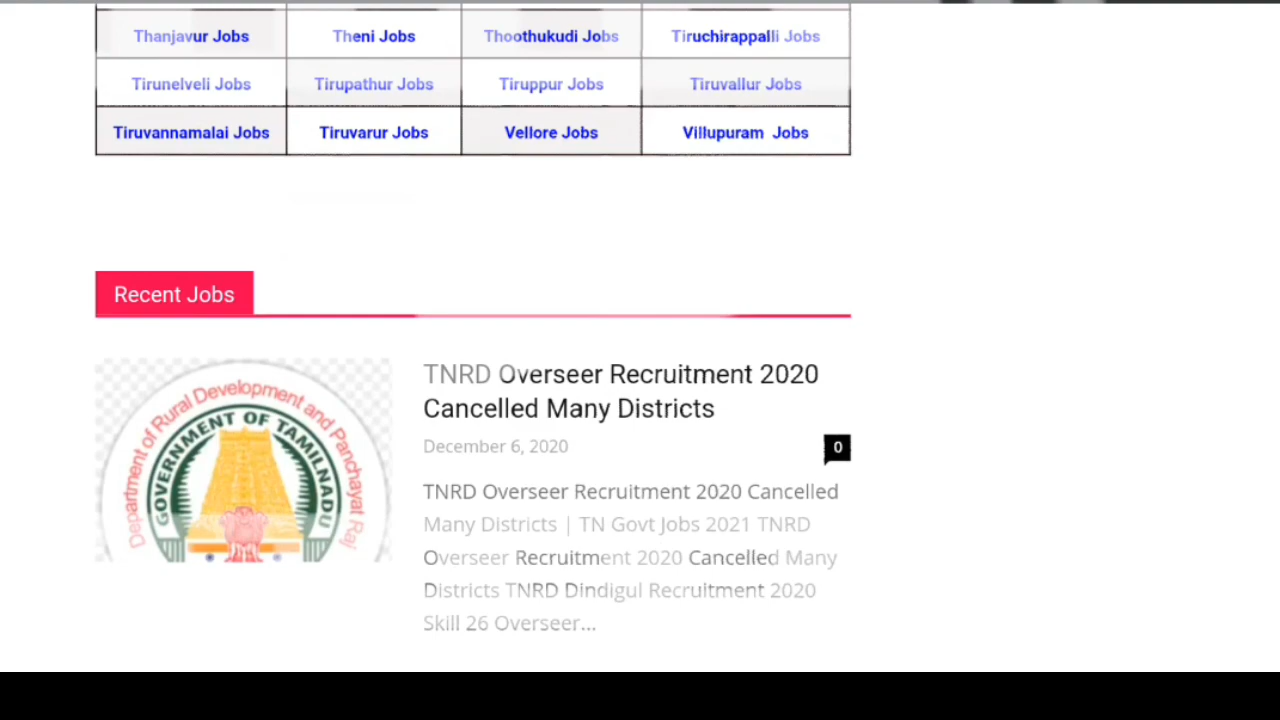 Thanjavur Jobs Theni Jobs Thoothukudi Jobs Tiruchirappalli Jobs
Tirunelveli Jobs Tirupathur Jobs Tiruppur Jobs Tiruvallur Jobs
Tiruvannamalai Jobs Tiruvarur Jobs Vellore Jobs Villupuram Jobs
Recent Jobs
Department of Rural Development and Panchayat Raj
GOVERNMENT OF TAMILNADU
TNRD Overseer Recruitment 2020
Cancelled Many Districts
December 6, 2020
0
TNRD Overseer Recruitment 2020 Cancelled
Many Districts | TN Govt Jobs 2021 TNRD
Overseer Recruitment 2020 Cancelled Many
Districts TNRD Dindigul Recruitment 2020
Skill 26 Overseer...